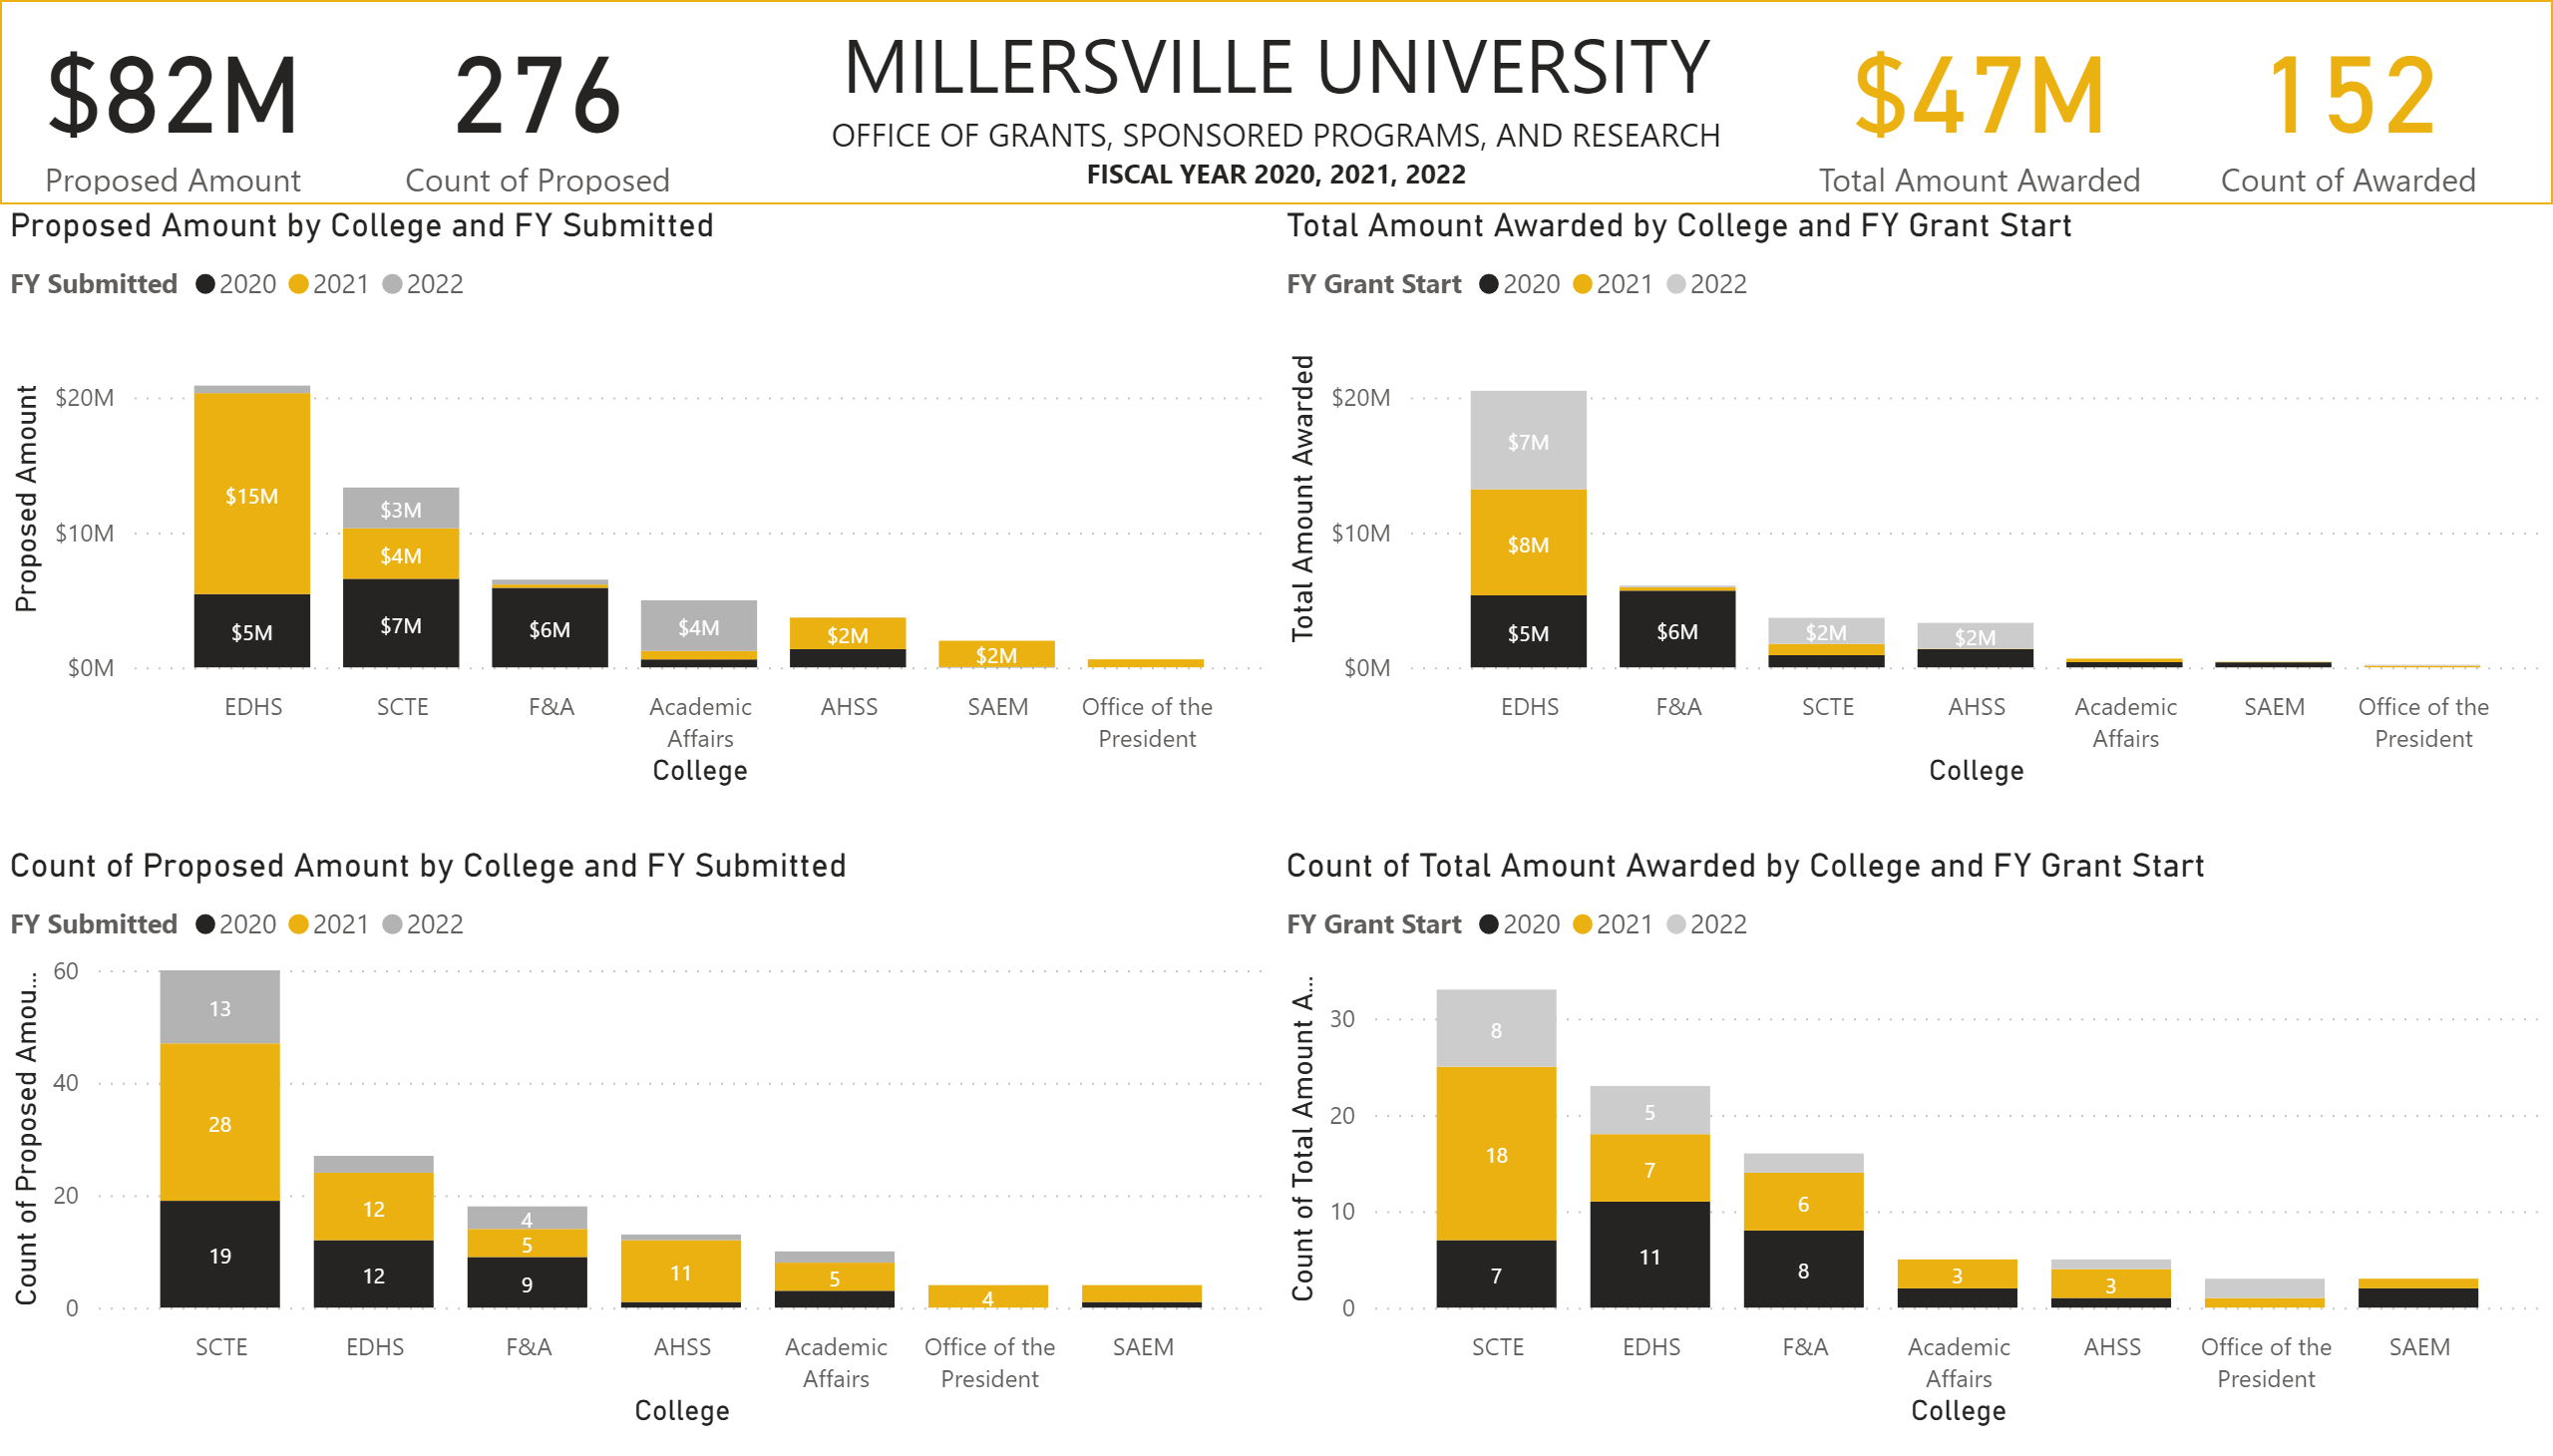 $82M
Proposed Amount
276
Count of Proposed
MILLERSVILLE UNIVERSITY
OFFICE OF GRANTS, SPONSORED PROGRAMS, AND RESEARCH
FISCAL YEAR 2020, 2021, 2022
$47M
Total Amount Awarded
152
Count of Awarded
Proposed Amount by College and FY Submitted
FY Submitted 2020 2021 2022
Proposed Amount
$20M
$10M
$0M
$15M
$5M
$3M
$4M
$7M
$6M
$4M
$2M
$2M
EDHS
SCTE
F&A
Academic
Affairs
AHSS
SAEM
Office of the
President
College
Total Amount Awarded by College and FY Grant Start
FY Grant Start 2020 2021 2022
Total Amount Awarded
$20M
$10M
$0M
$7M
$8M
$5M
$6M
$2M
$2M
EDHS
F&A
SCTE
AHSS
Academic
Affairs
SAEM
Office of the
President
College
Count of Proposed Amount by College and FY Submitted
FY Submitted 2020 2021 2022
Count of Proposed Amou...
60
40
20
0
13
28
19
12
12
4
5
9
11
5
4
SCTE
EDHS
F&A
AHSS
Academic
Affairs
Office of the
President
SAEM
College
Count of Total Amount Awarded by College and FY Grant Start
FY Grant Start 2020 2021 2022
Count of Total Amount A...
30
20
10
0
8
18
7
5
7
11
6
8
3
3
SCTE
EDHS
F&A
Academic
Affairs
AHSS
Office of the
President
SAEM
College